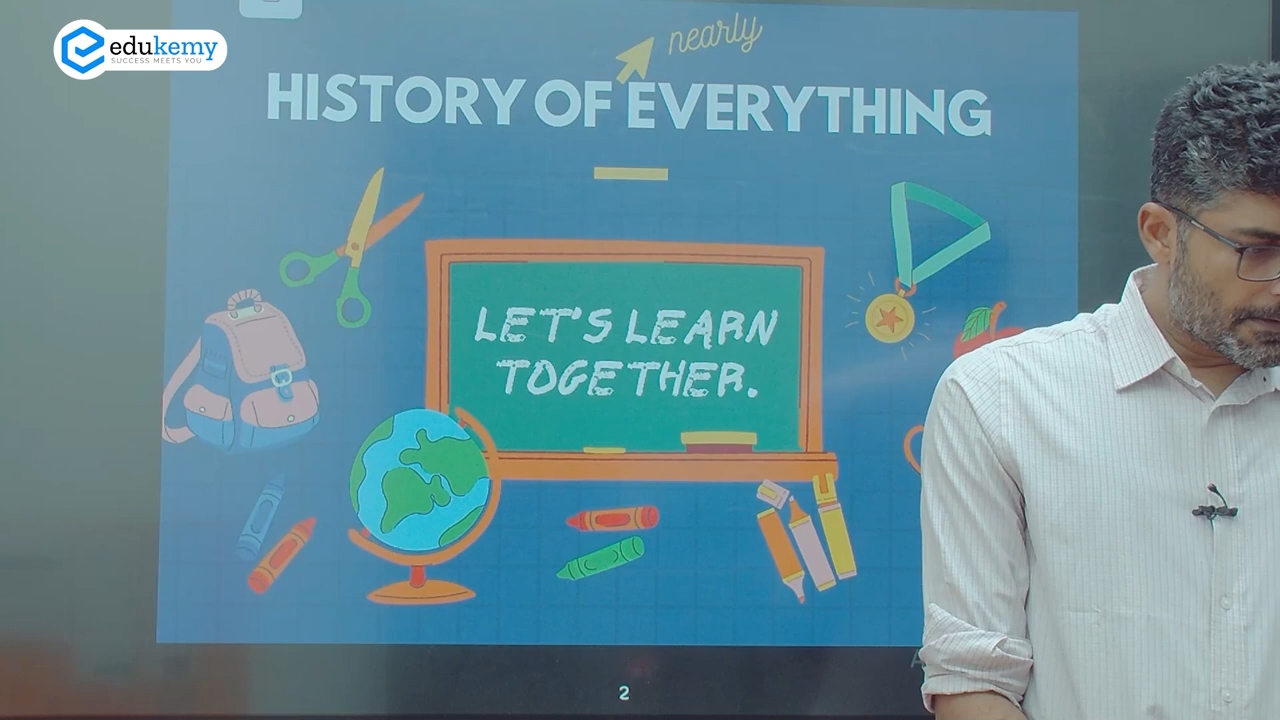 edukemy
SUCCESS MEETS YOU
nearly
HISTORY OF EVERYTHING
LET'S LEARN
TOGETHER.
2